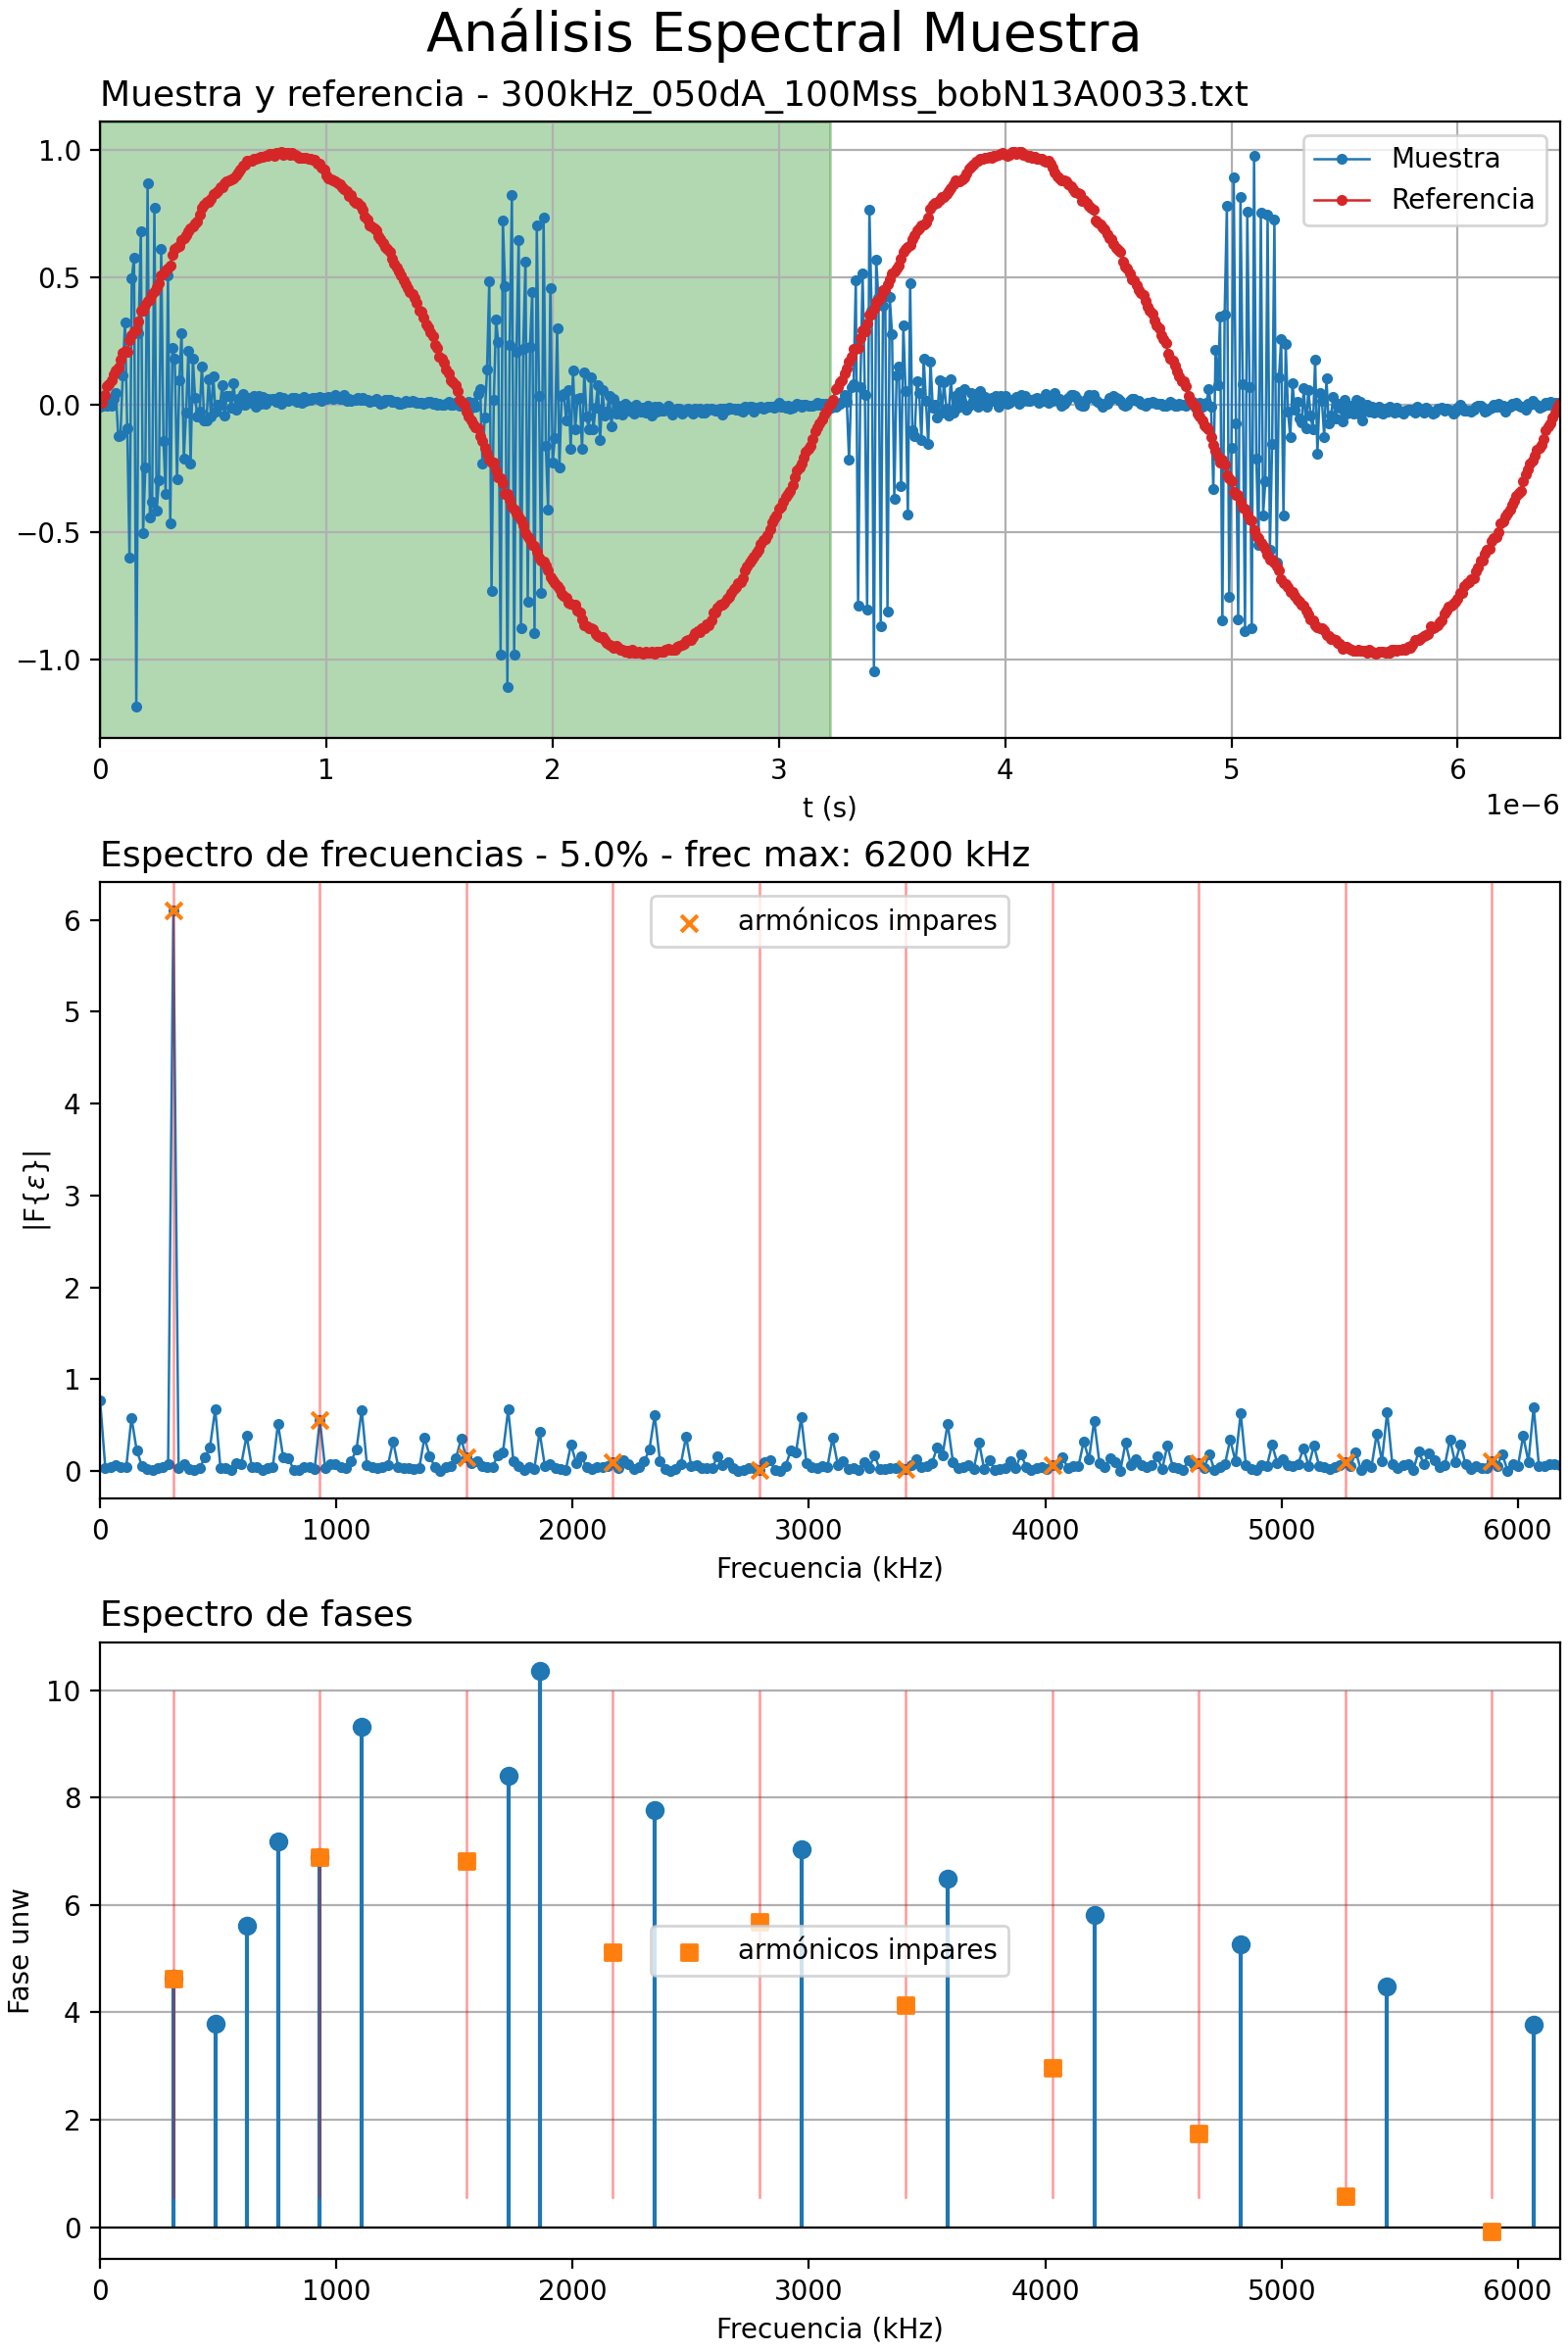 Análisis Espectral Muestra
Muestra y referencia - 300kHz_050dA_100Mss_bobN13A0033.txt
1.0
0.5
0.0
−0.5
−1.0
Muestra
Referencia
0 1 2 3 4 5 6
t (s)
1e−6
Espectro de frecuencias - 5.0% - frec max: 6200 kHz
armónicos impares
6
5
4
3
2
1
0
|F{ε}|
0 1000 2000 3000 4000 5000 6000
Frecuencia (kHz)
Espectro de fases
10
8
6
4
2
0
Fase unw
armónicos impares
0 1000 2000 3000 4000 5000 6000
Frecuencia (kHz)